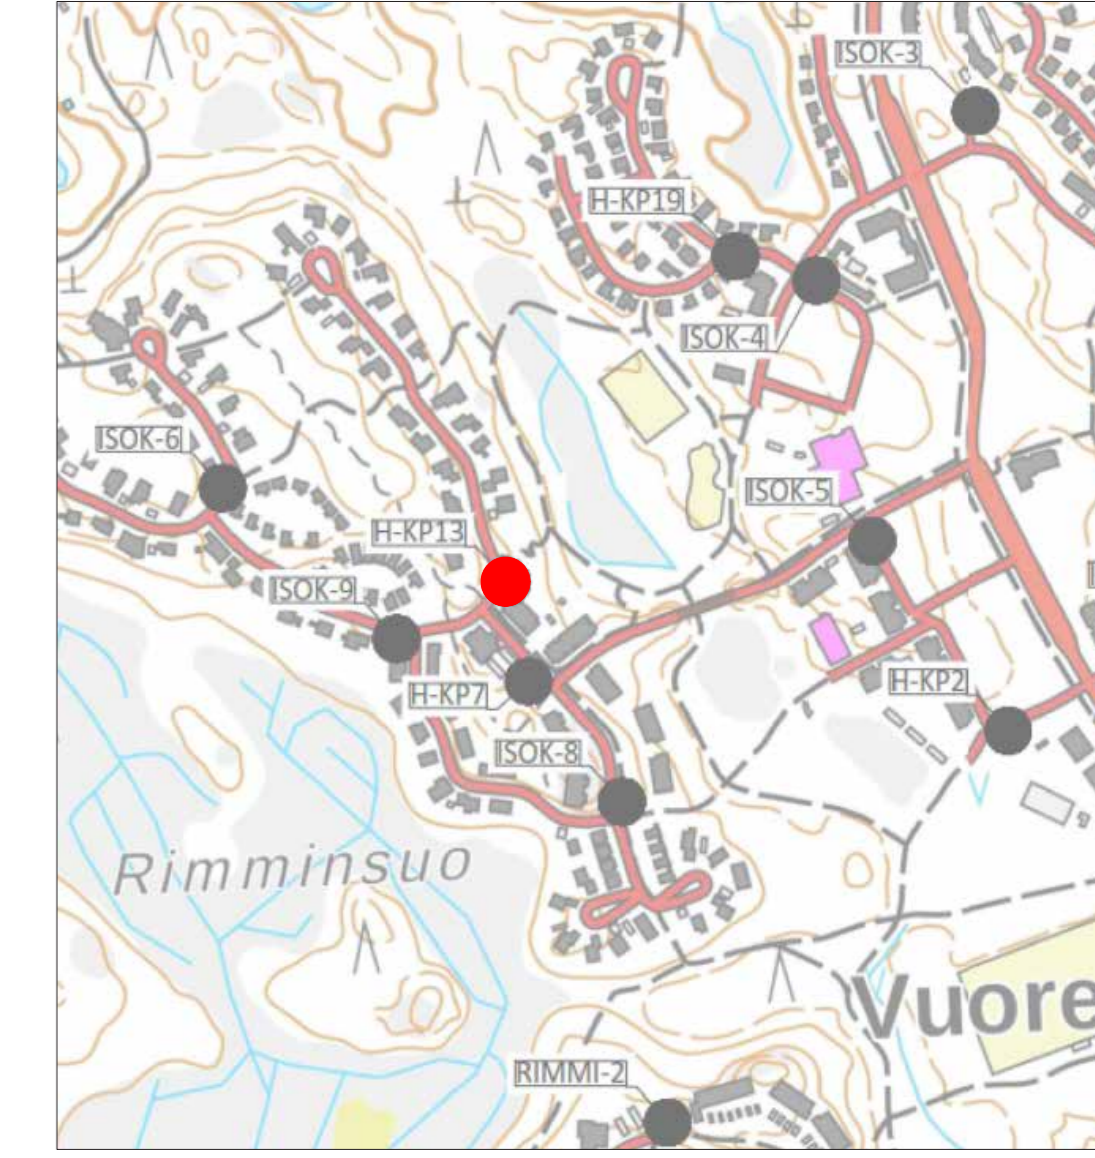 ISOK-3
H-KP19
ISOK-4
ISOK-6
ISOK-5
H-KP13
ISOK-9
H-KP2
H-KP7
ISOK-8
Rimminsuo
Vuore
RIMMI-2